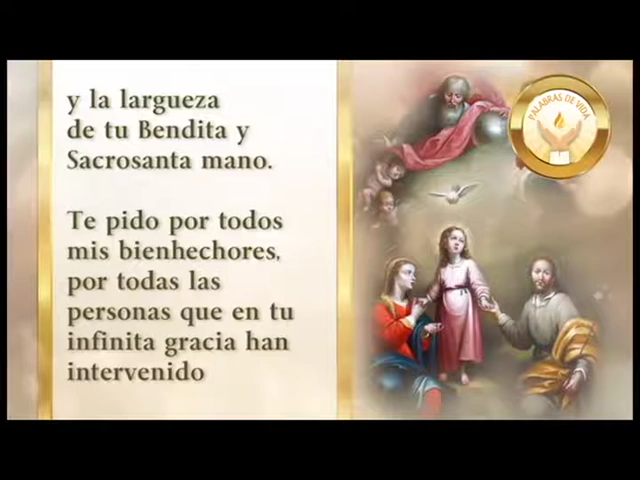 y la largueza
de tu Bendita y
Sacrosanta mano.
Te pido por todos
mis bienhechores,
por todas las
personas que en tu
infinita gracia han
intervenido
PALABRAS DE VIDA